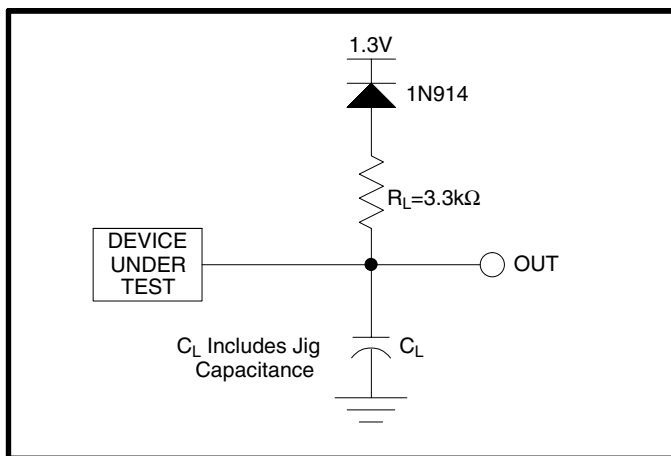 1.3V
1N914
R_L=3.3kΩ
DEVICE
UNDER
TEST
OUT
C_L Includes Jig
Capacitance
C_L